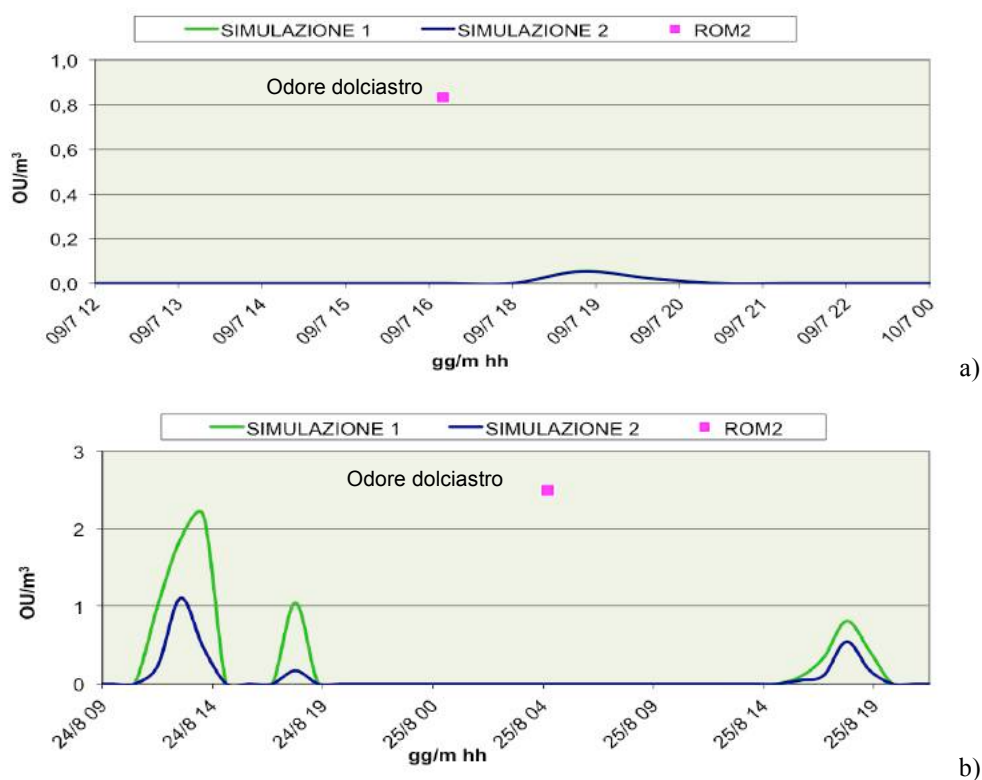 SIMULAZIONE 1 SIMULAZIONE 2 ROM2
Odore dolciastro
1,0
0,8
0,6
0,4
0,2
0,0
OU/m³
09/7 12 09/7 13 09/7 14 09/7 15 09/7 16 09/7 18 09/7 19 09/7 20 09/7 21 09/7 22 10/7 00
gg/m hh
a)
SIMULAZIONE 1 SIMULAZIONE 2 ROM2
Odore dolciastro
3
2
1
0
OU/m³
24/8 09 24/8 14 24/8 19 25/8 00 25/8 04 25/8 09 25/8 14 25/8 19
gg/m hh
b)